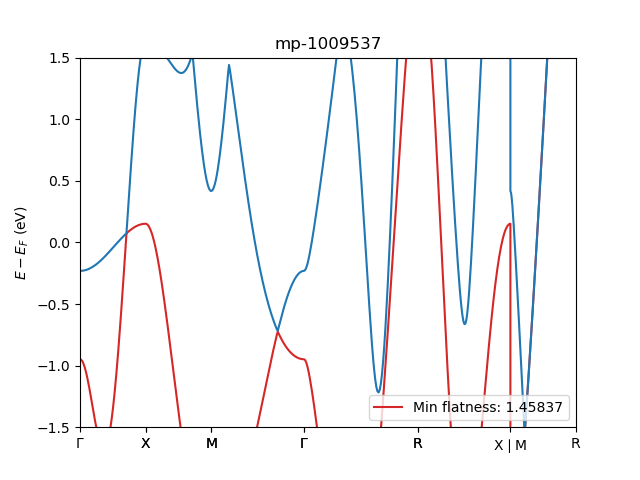 mp-1009537
E − E_F (eV)
1.5
1.0
0.5
0.0
−0.5
−1.0
−1.5
Min flatness: 1.45837
Γ X M Γ R X | M R